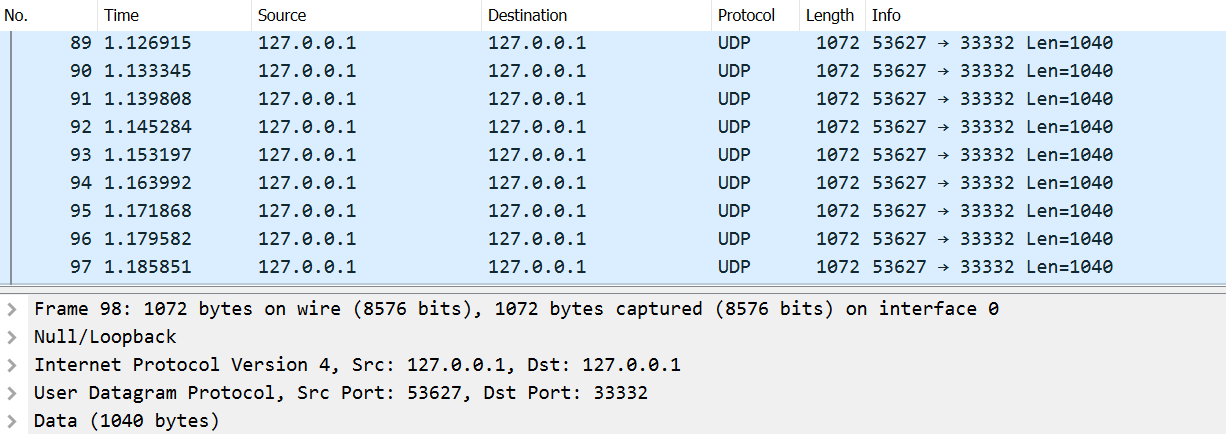 No. Time Source Destination Protocol Length Info
89 1.126915 127.0.0.1 127.0.0.1 UDP 1072 53627 → 33332 Len=1040
90 1.133345 127.0.0.1 127.0.0.1 UDP 1072 53627 → 33332 Len=1040
91 1.139808 127.0.0.1 127.0.0.1 UDP 1072 53627 → 33332 Len=1040
92 1.145284 127.0.0.1 127.0.0.1 UDP 1072 53627 → 33332 Len=1040
93 1.153197 127.0.0.1 127.0.0.1 UDP 1072 53627 → 33332 Len=1040
94 1.163992 127.0.0.1 127.0.0.1 UDP 1072 53627 → 33332 Len=1040
95 1.171868 127.0.0.1 127.0.0.1 UDP 1072 53627 → 33332 Len=1040
96 1.179582 127.0.0.1 127.0.0.1 UDP 1072 53627 → 33332 Len=1040
97 1.185851 127.0.0.1 127.0.0.1 UDP 1072 53627 → 33332 Len=1040
Frame 98: 1072 bytes on wire (8576 bits), 1072 bytes captured (8576 bits) on interface 0
Null/Loopback
Internet Protocol Version 4, Src: 127.0.0.1, Dst: 127.0.0.1
User Datagram Protocol, Src Port: 53627, Dst Port: 33332
Data (1040 bytes)